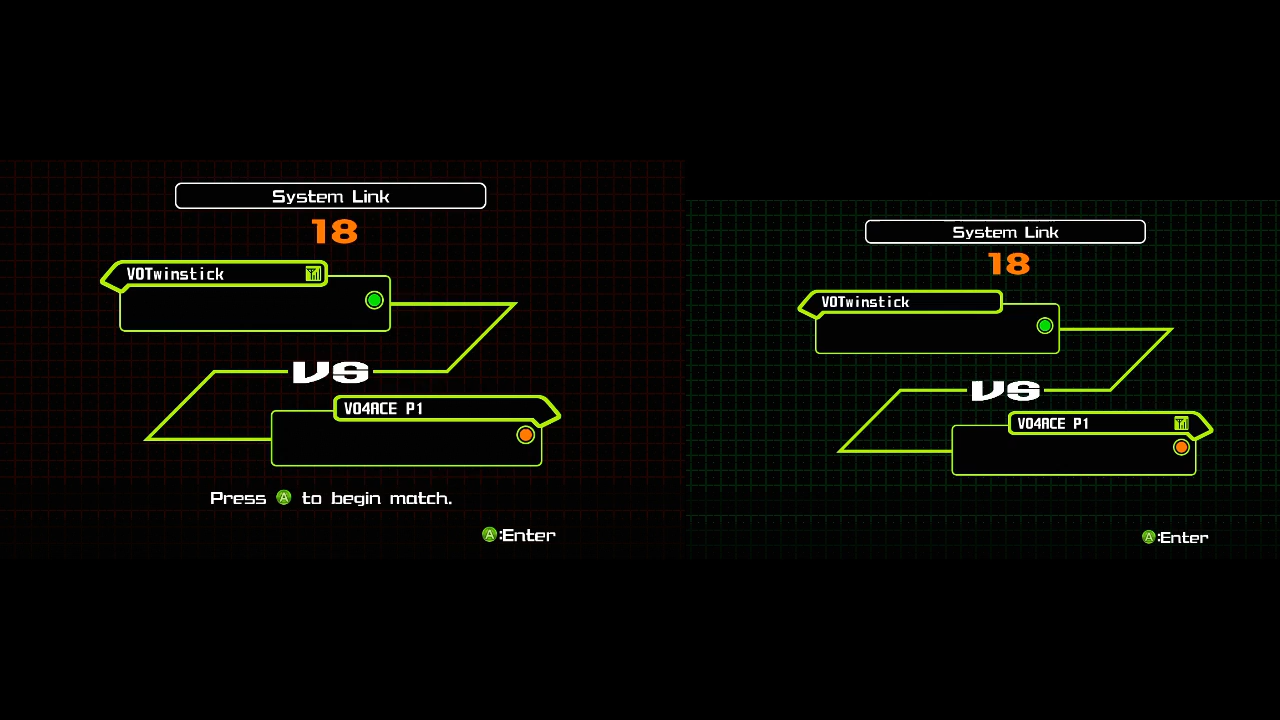 System Link
18
VOTwinstick
VS
VO4ACE P1
Press A to begin match.
A:Enter
System Link
18
VOTwinstick
VS
VO4ACE P1
A:Enter